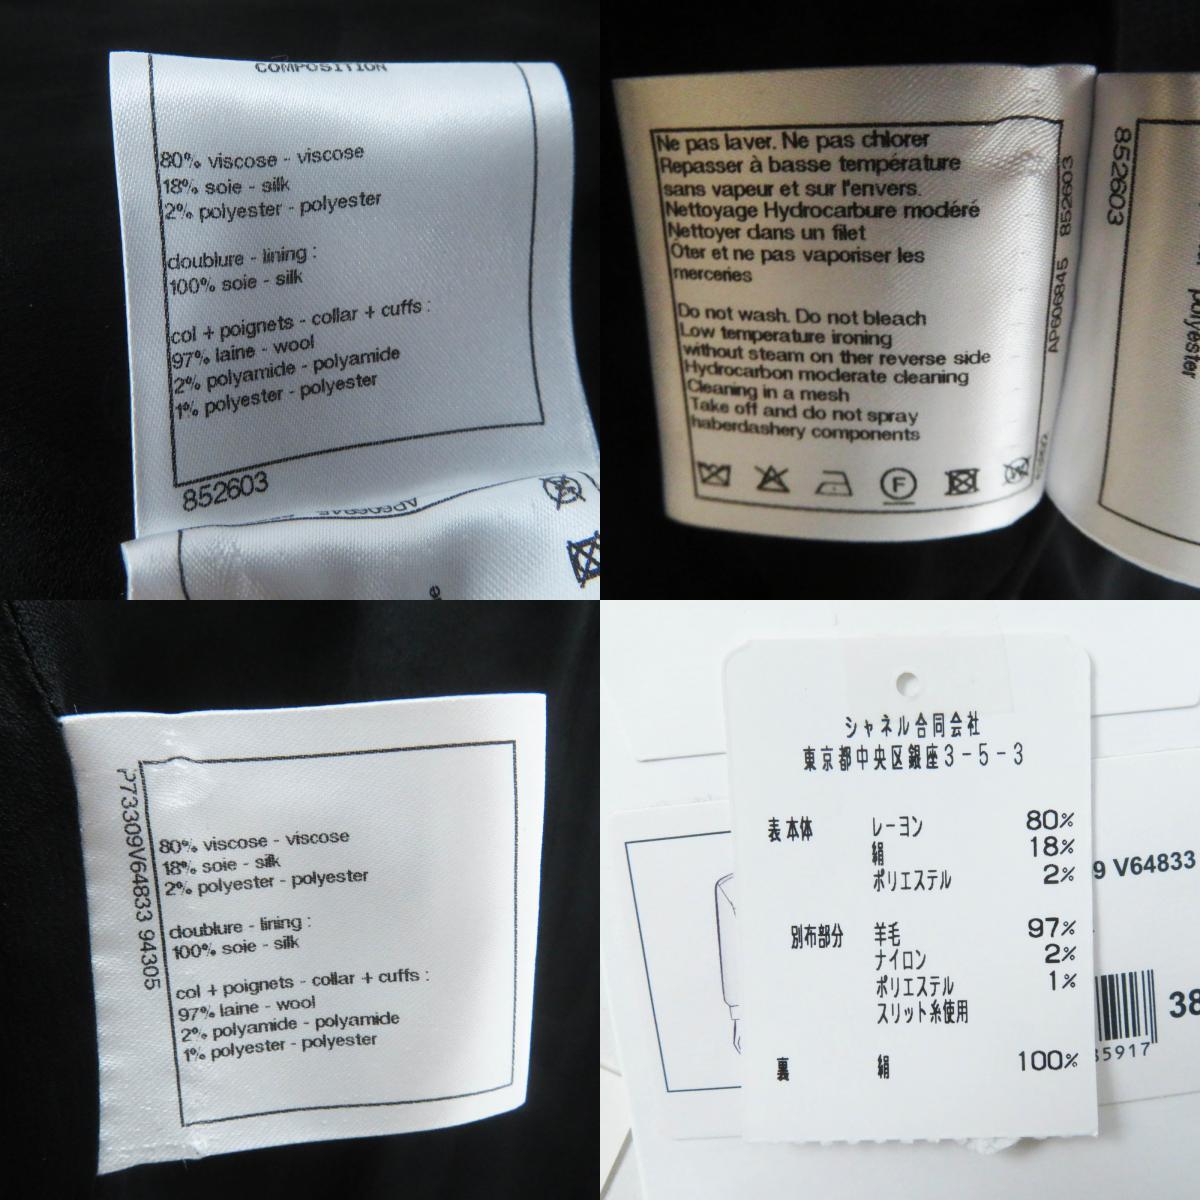 COMPOSITION
80% viscose - viscose
18% soie - silk
2% polyester - polyester
doublure - lining :
100% soie - silk
col + poignets - collar + cuffs :
97% laine - wool
2% polyamide - polyamide
1% polyester - polyester
852603
Ne pas laver. Ne pas chlorer
Repasser à basse température
sans vapeur et sur l'envers.
Nettoyage Hydrocarbure modéré
Nettoyer dans un filet
Oter et ne pas vaporiser les
merceries
Do not wash. Do not bleach
Low temperature ironing
without steam on ther reverse side
Hydrocarbon moderate cleaning
Cleaning in a mesh
Take off and do not spray
haberdashery components
F
AP606845 852603
852603
polyester
P73309V64833 94305
80% viscose - viscose
18% soie - silk
2% polyester - polyester
doublure - lining :
100% soie - silk
col + poignets - collar + cuffs :
97% laine - wool
2% polyamide - polyamide
1% polyester - polyester
シャネル合同会社
東京都中央区銀座3-5-3
表本体 レーヨン 80%
絹 18%
ポリエステル 2%
別布部分 羊毛 97%
ナイロン 2%
ポリエステル 1%
スリット糸使用
裏 絹 100%
9 V64833
38
35917